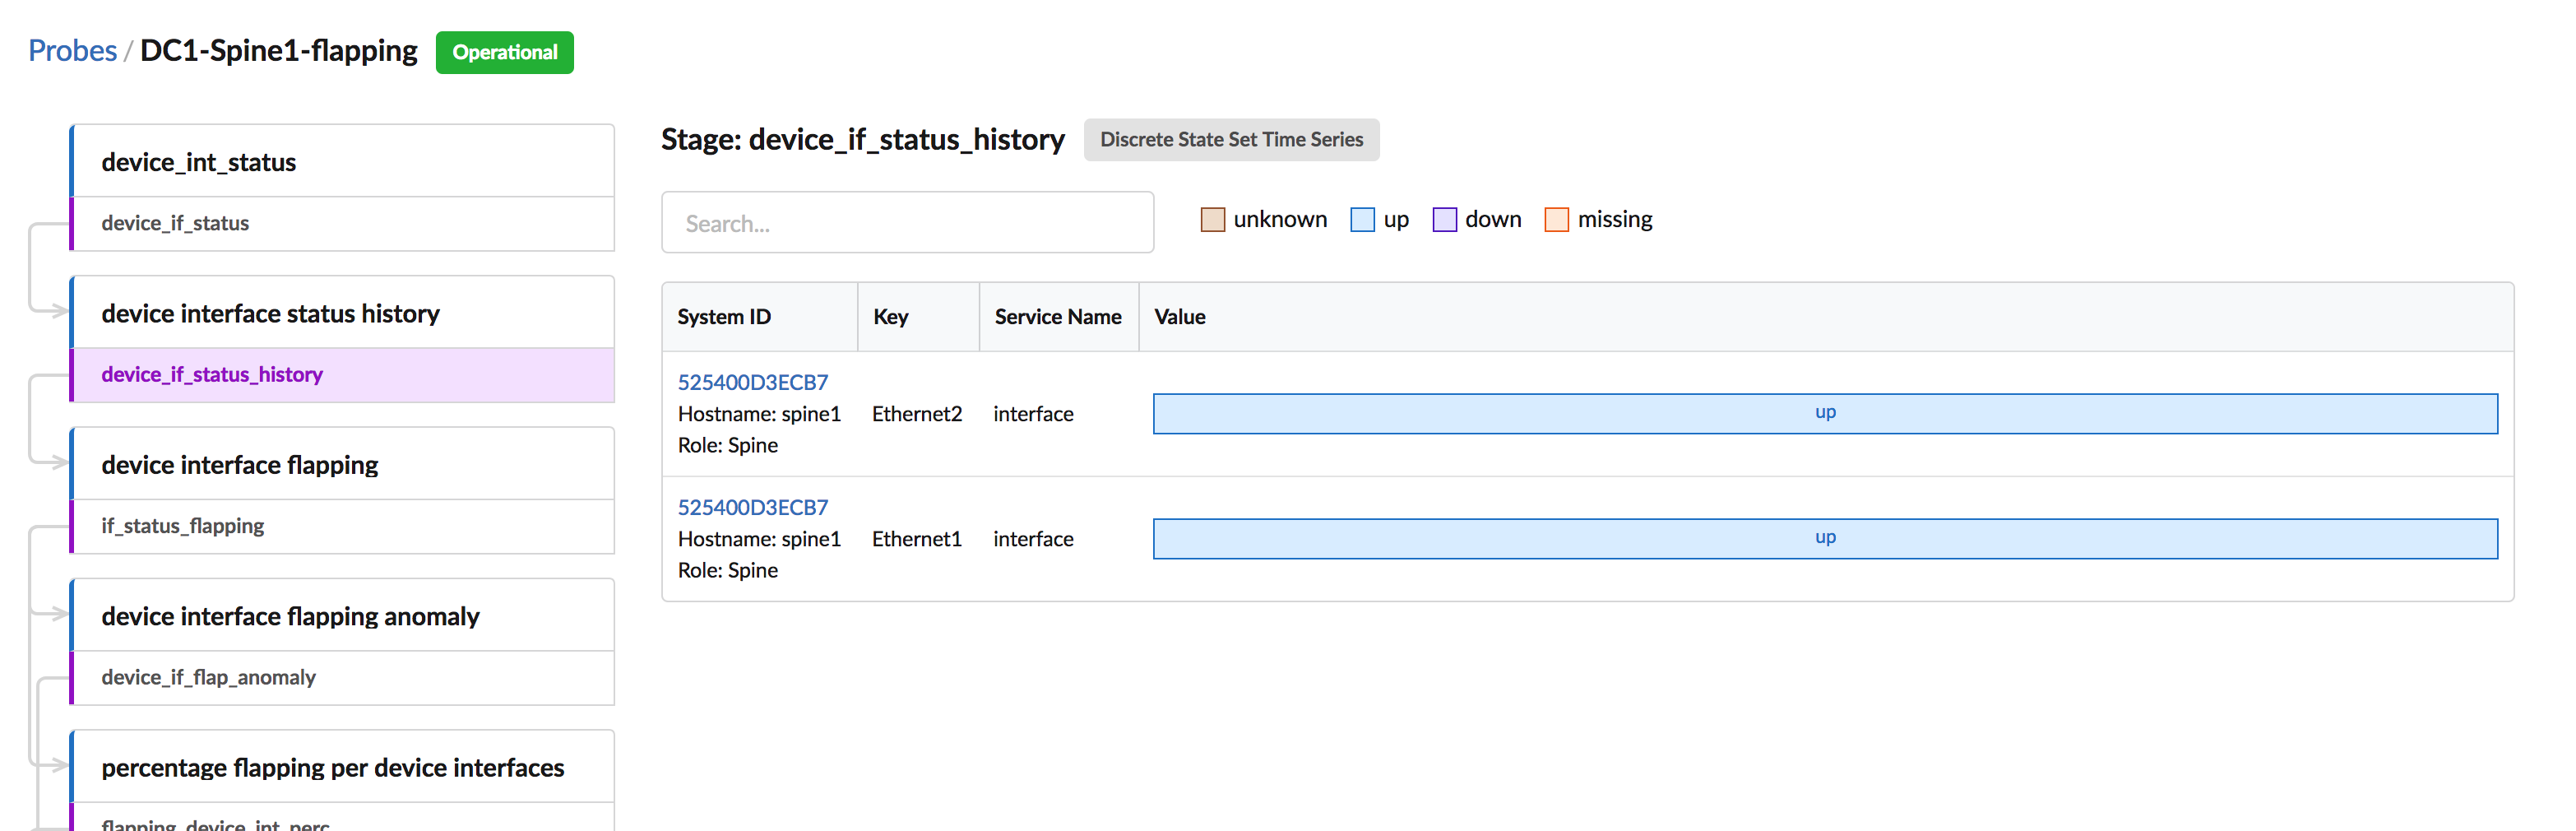 Probes / DC1-Spine1-flapping Operational
device_int_status
device_if_status
device interface status history
device_if_status_history
device interface flapping
if_status_flapping
device interface flapping anomaly
device_if_flap_anomaly
percentage flapping per device interfaces
flapping_device_int_perc
Stage: device_if_status_history Discrete State Set Time Series
Search...
unknown up down missing
System ID Key Service Name Value
525400D3ECB7
Hostname: spine1 Ethernet2 interface up
Role: Spine
525400D3ECB7
Hostname: spine1 Ethernet1 interface up
Role: Spine